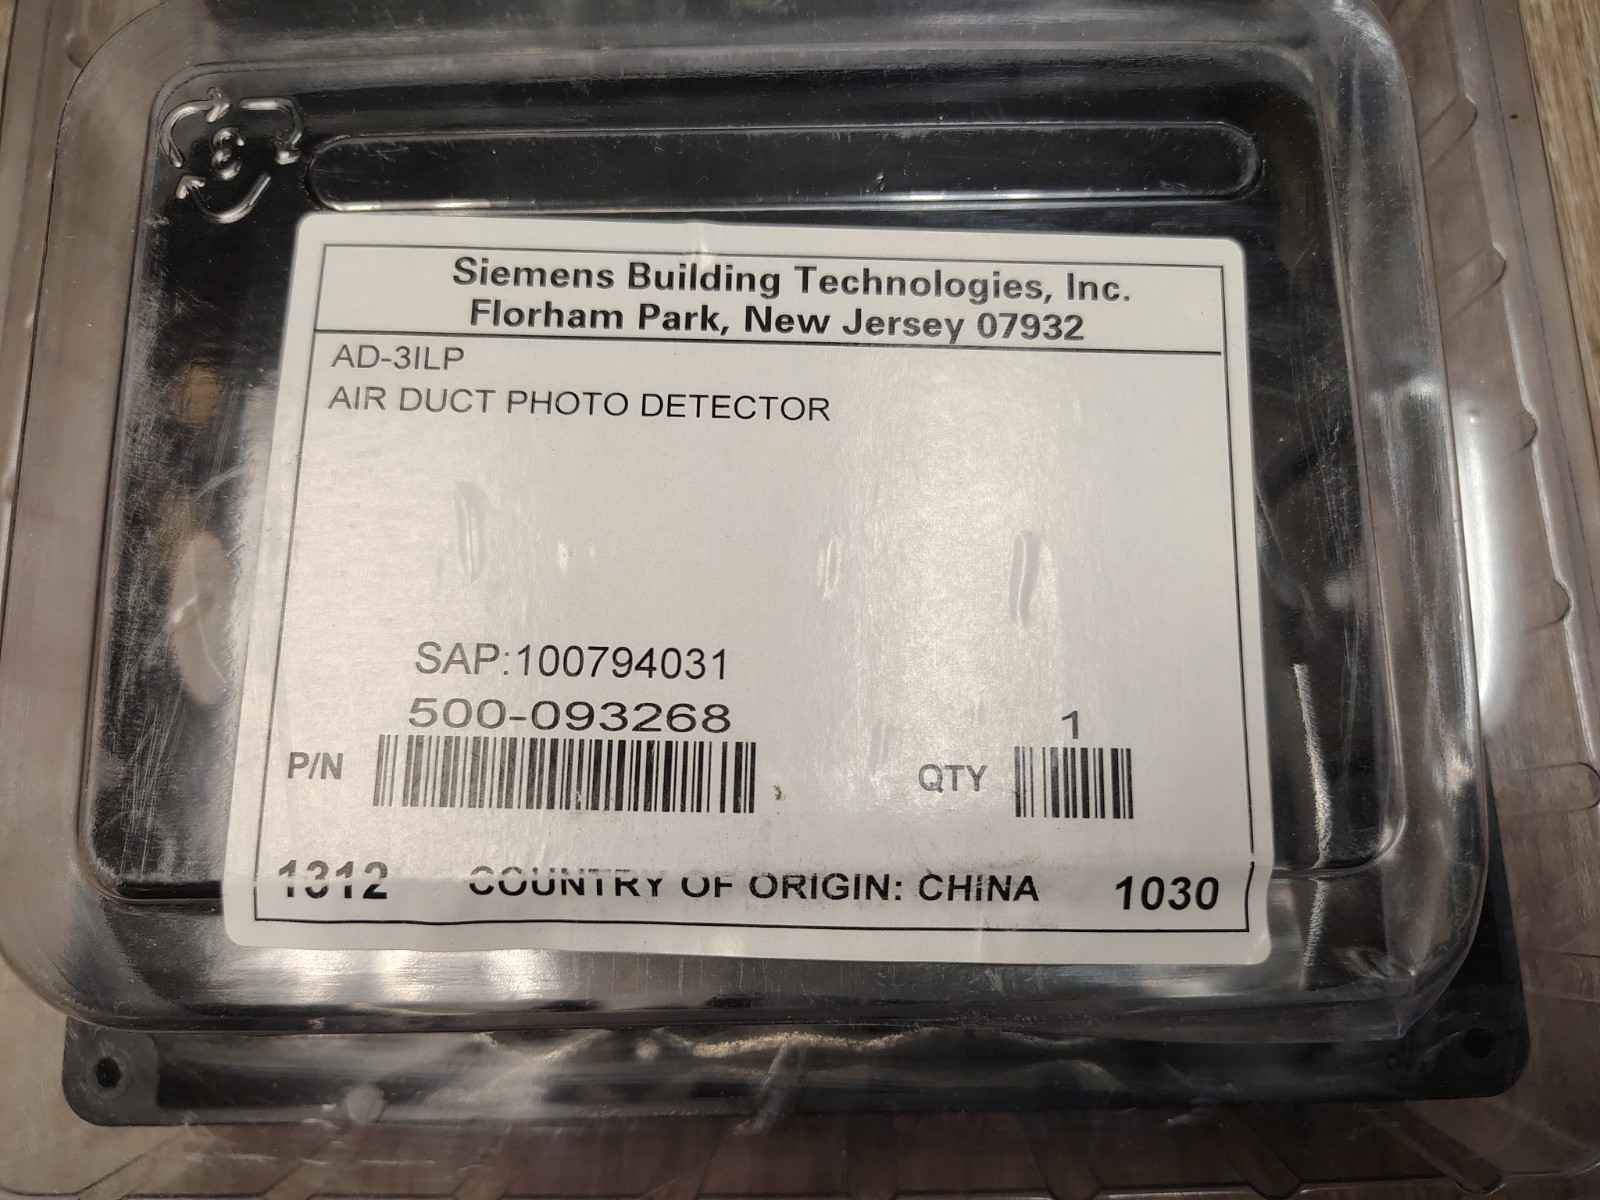 6
Siemens Building Technologies, Inc.
Florham Park, New Jersey 07932
AD-3ILP
AIR DUCT PHOTO DETECTOR
SAP:100794031
500-093268
1
P/N
QTY
1312 COUNTRY OF ORIGIN: CHINA 1030